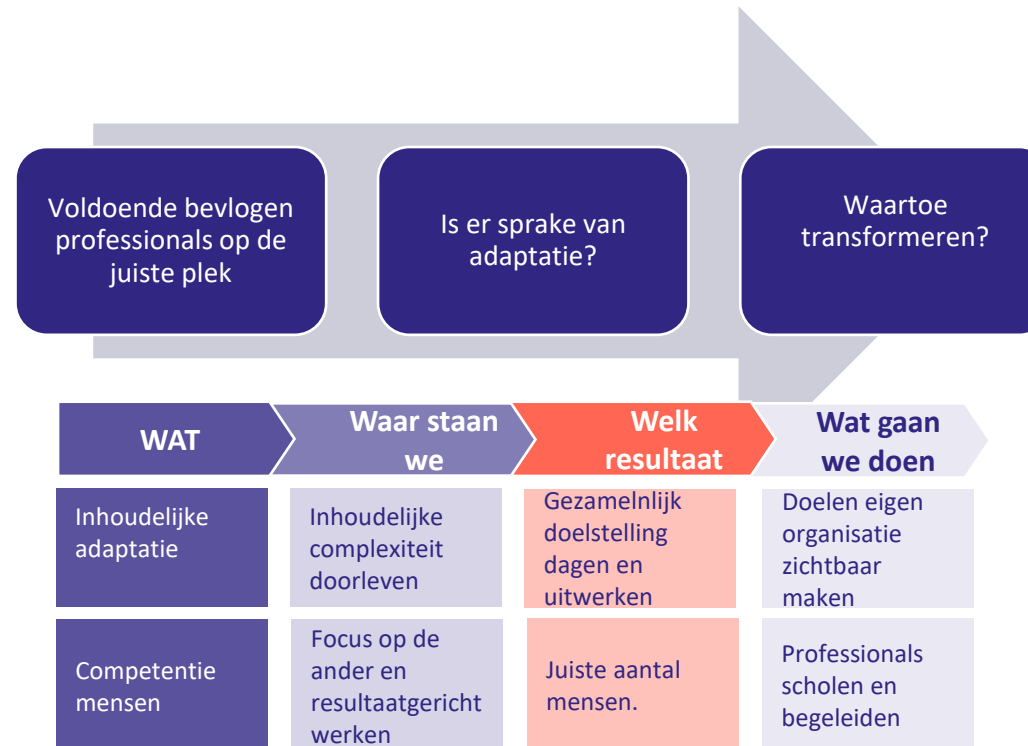 Voldoende bevlogen
professionals op de
juiste plek
Is er sprake van
adaptatie?
Waartoe
transformeren?
WAT
Waar staan
we
Welk
resultaat
Wat gaan
we doen
Inhoudelijke
adaptatie
Inhoudelijke
complexiteit
doorleven
Gezamelnlijk
doelstelling
dagen en
uitwerken
Doelen eigen
organisatie
zichtbaar
maken
Competentie
mensen
Focus op de
ander en
resultaatgericht
werken
Juiste aantal
mensen.
Professionals
scholen en
begeleiden